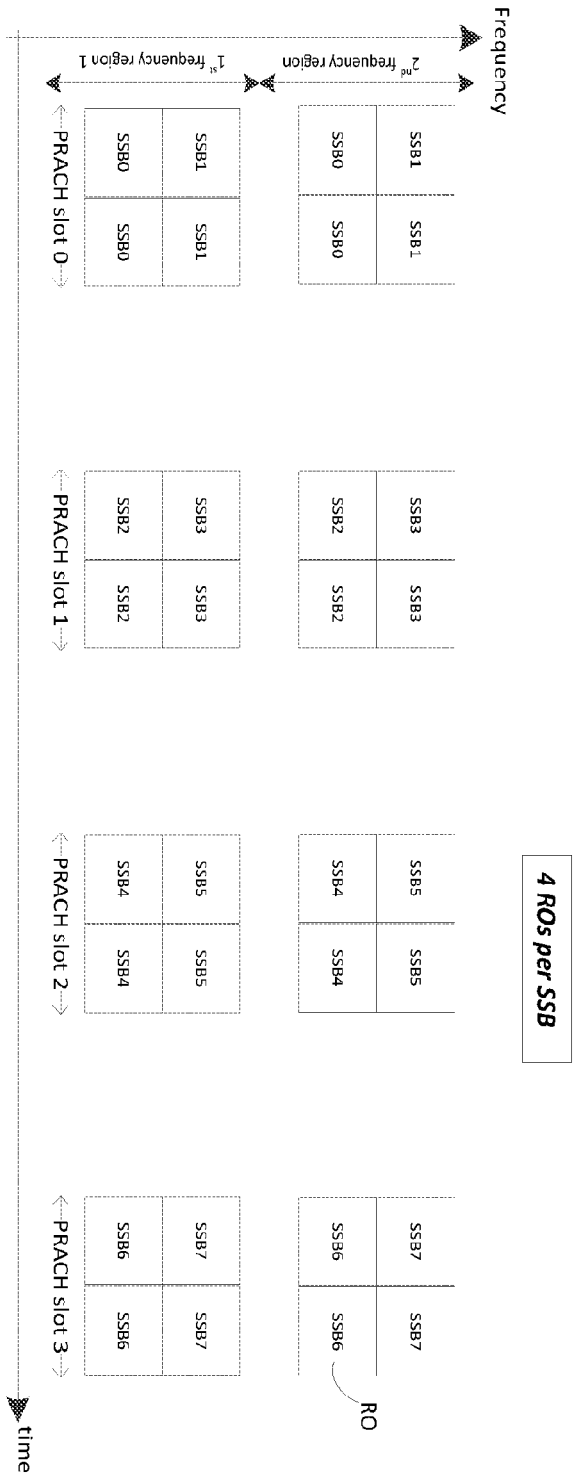 4 ROs per SSB
Frequency
2nd frequency region
SSB1 SSB1 SSB3 SSB3 SSB5 SSB5 SSB7 SSB7
SSB0 SSB0 SSB2 SSB2 SSB4 SSB4 SSB6 SSB6
RO
1st frequency region 1
SSB1 SSB1 SSB3 SSB3 SSB5 SSB5 SSB7 SSB7
SSB0 SSB0 SSB2 SSB2 SSB4 SSB4 SSB6 SSB6
PRACH slot 0 PRACH slot 1 PRACH slot 2 PRACH slot 3
time